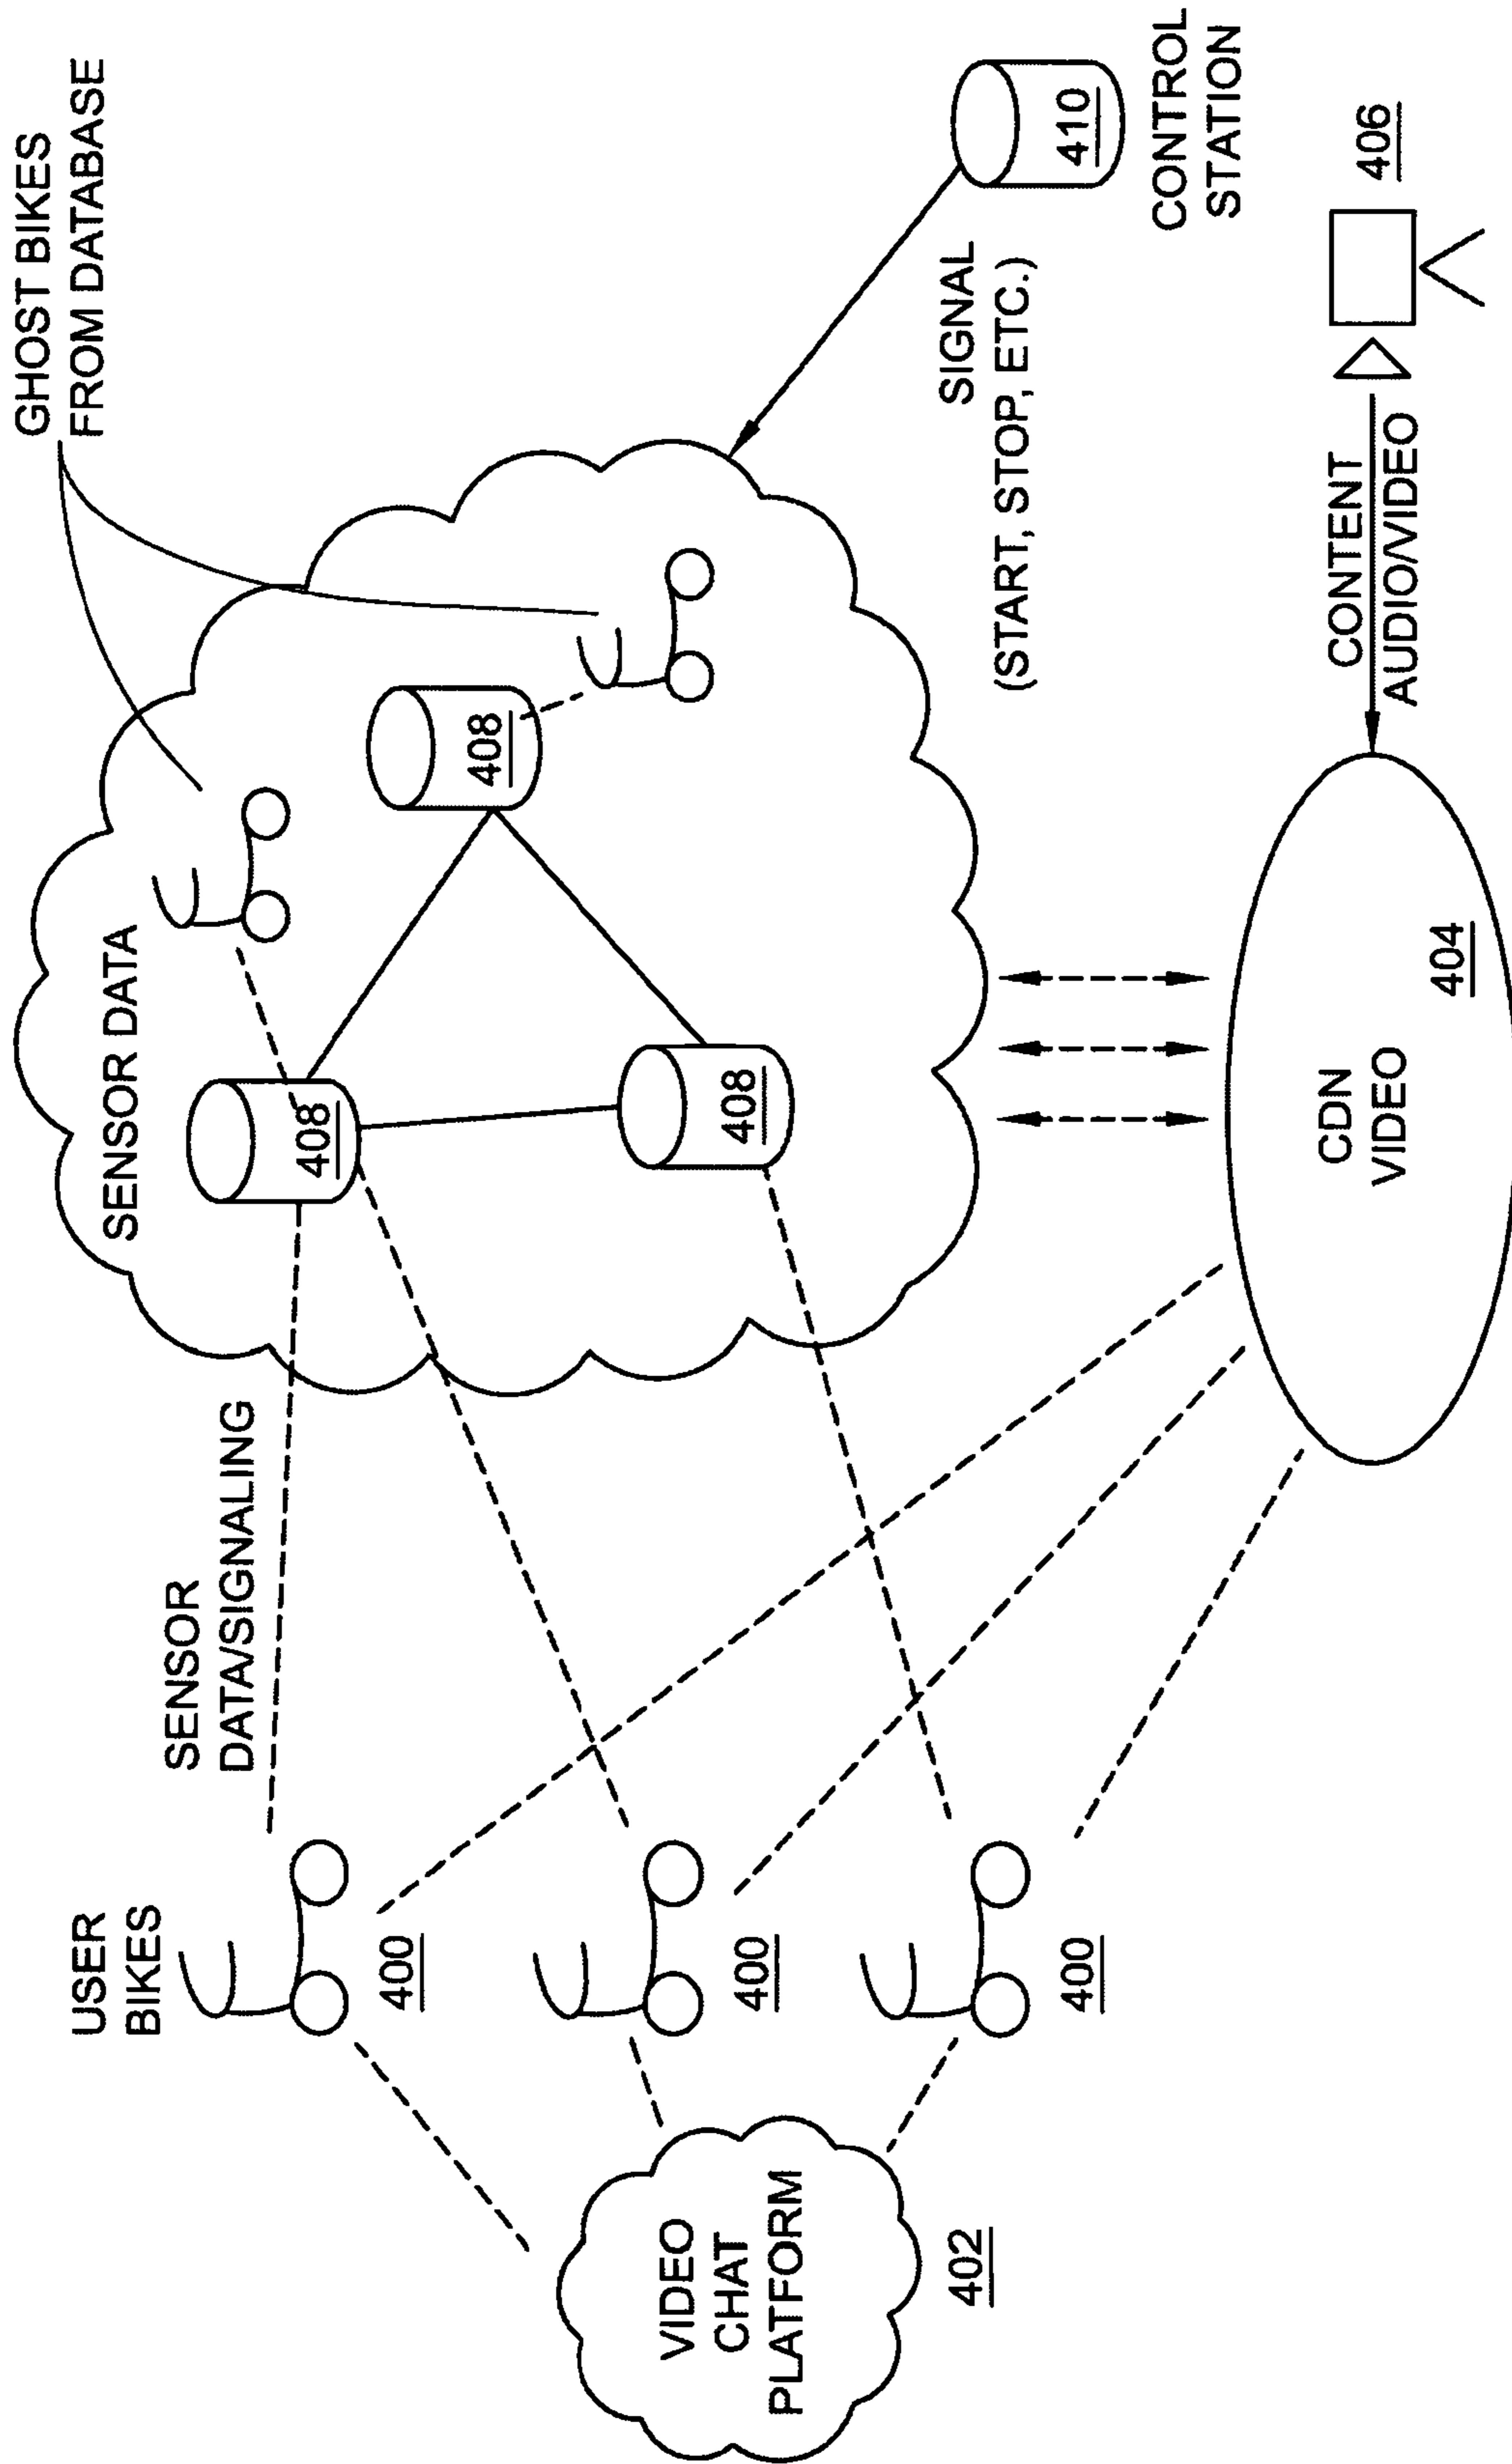 USER
BIKES
400
400
400
VIDEO
CHAT
PLATFORM
402
SENSOR
DATA/SIGNALING
SENSOR DATA
408
408
408
GHOST BIKES
FROM DATABASE
SIGNAL
(START, STOP, ETC.)
410
CONTROL
STATION
CDN
VIDEO
404
CONTENT
AUDIO/VIDEO
406